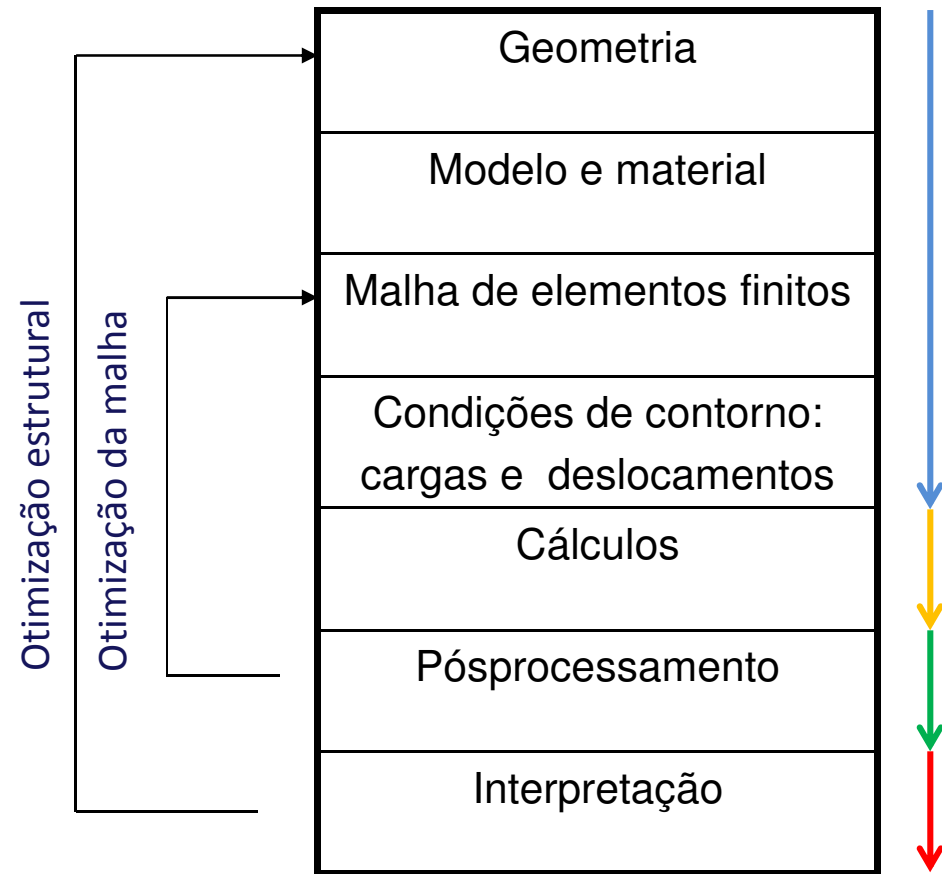 Geometria
Modelo e material
Malha de elementos finitos
Condições de contorno:
cargas e deslocamentos
Cálculos
Pósprocessamento
Interpretação
Otimização estrutural
Otimização da malha